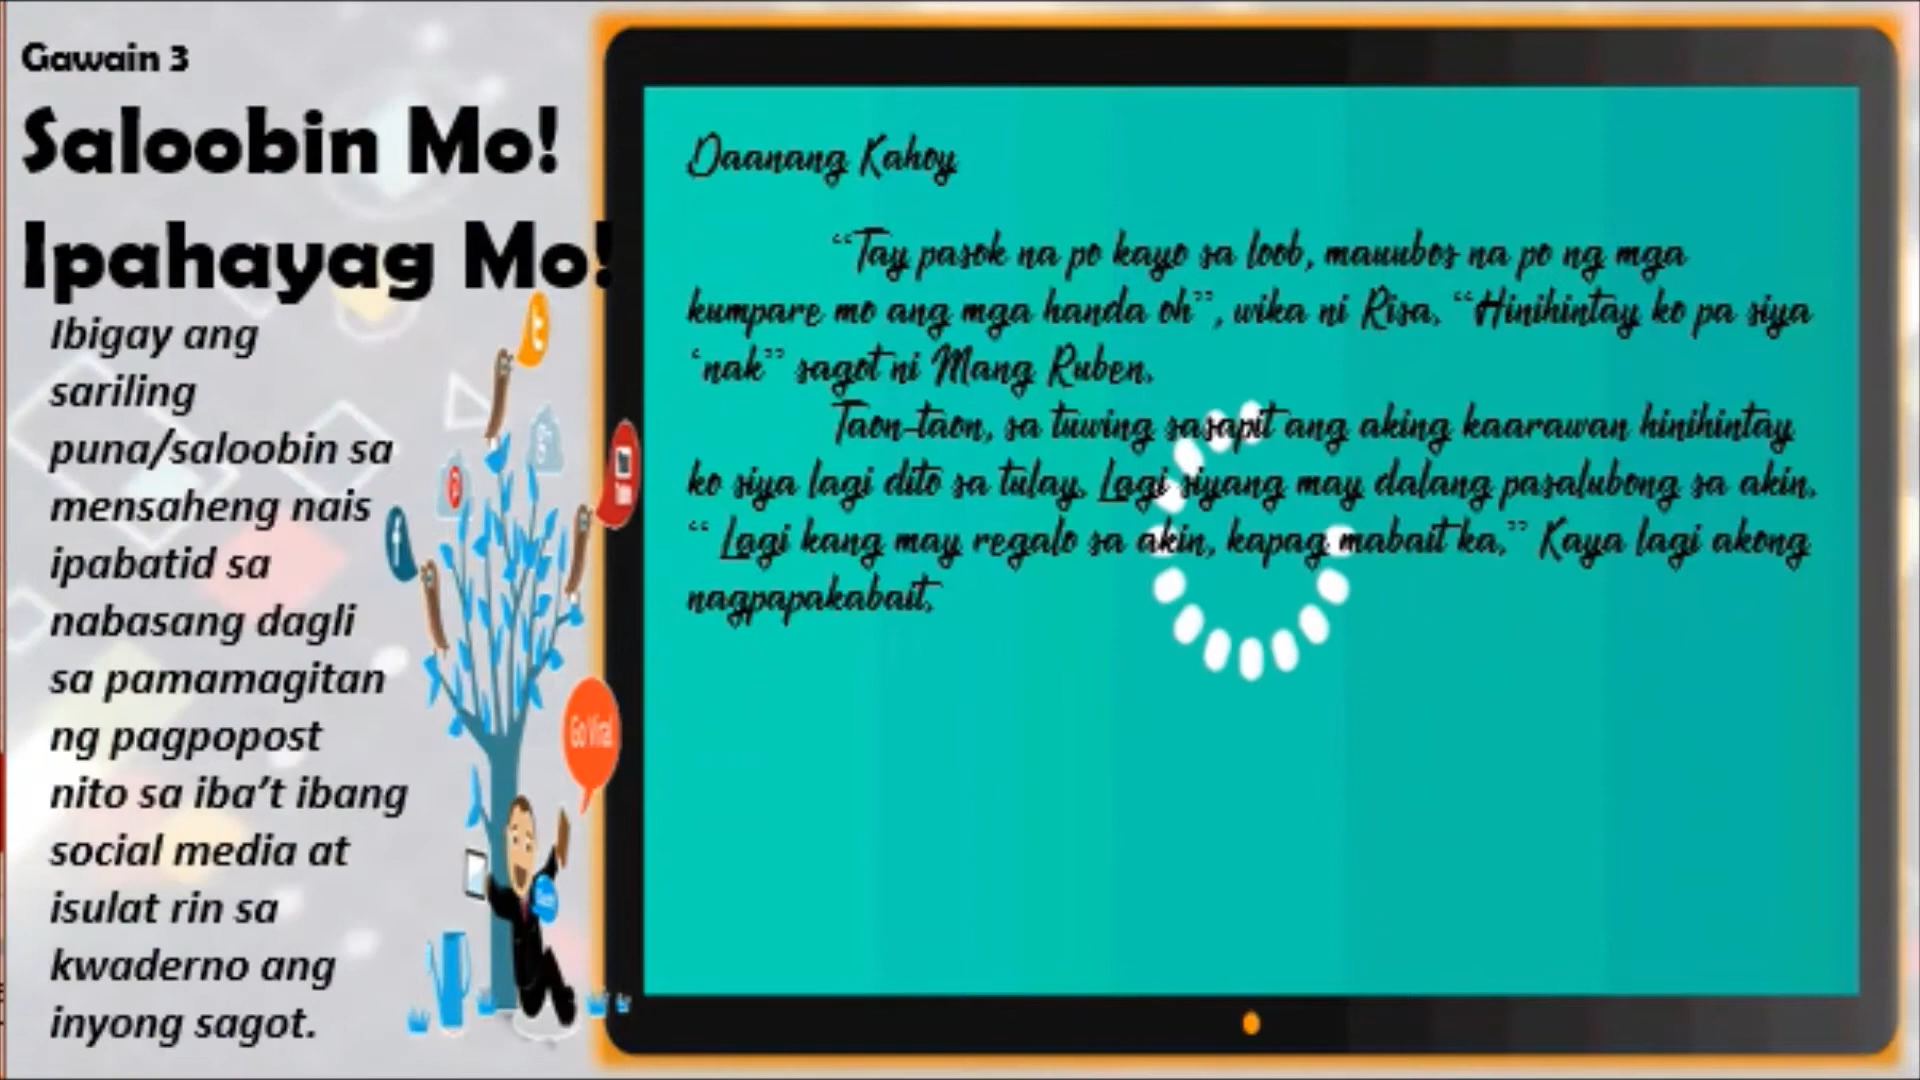 Gawain 3
Saloobin Mo!
Ipahayag Mo!
Ibigay ang
sariling
puna/saloobin sa
mensaheng nais
ipabatid sa
nabasang dagli
sa pamamagitan
ng pagpopost
nito sa iba't ibang
social media at
isulat rin sa
kwaderno ang
inyong sagot.
Go Viral
Daanang Kahoy
“Tay pasok na po kayo sa loob, mauubos na po ng mga
kumpare mo ang mga handa oh”, wika ni Risa. “Hinihintay ko pa siya
‘nak” sagot ni Mang Ruben.
Taon-taon, sa tuwing sasapit ang aking kaarawan hinihintay
ko siya lagi dito sa tulay. Lagi siyang may dalang pasalubong sa akin.
“ Lagi kang may regalo sa akin, kapag mabait ka.” Kaya lagi akong
nagpapakabait.